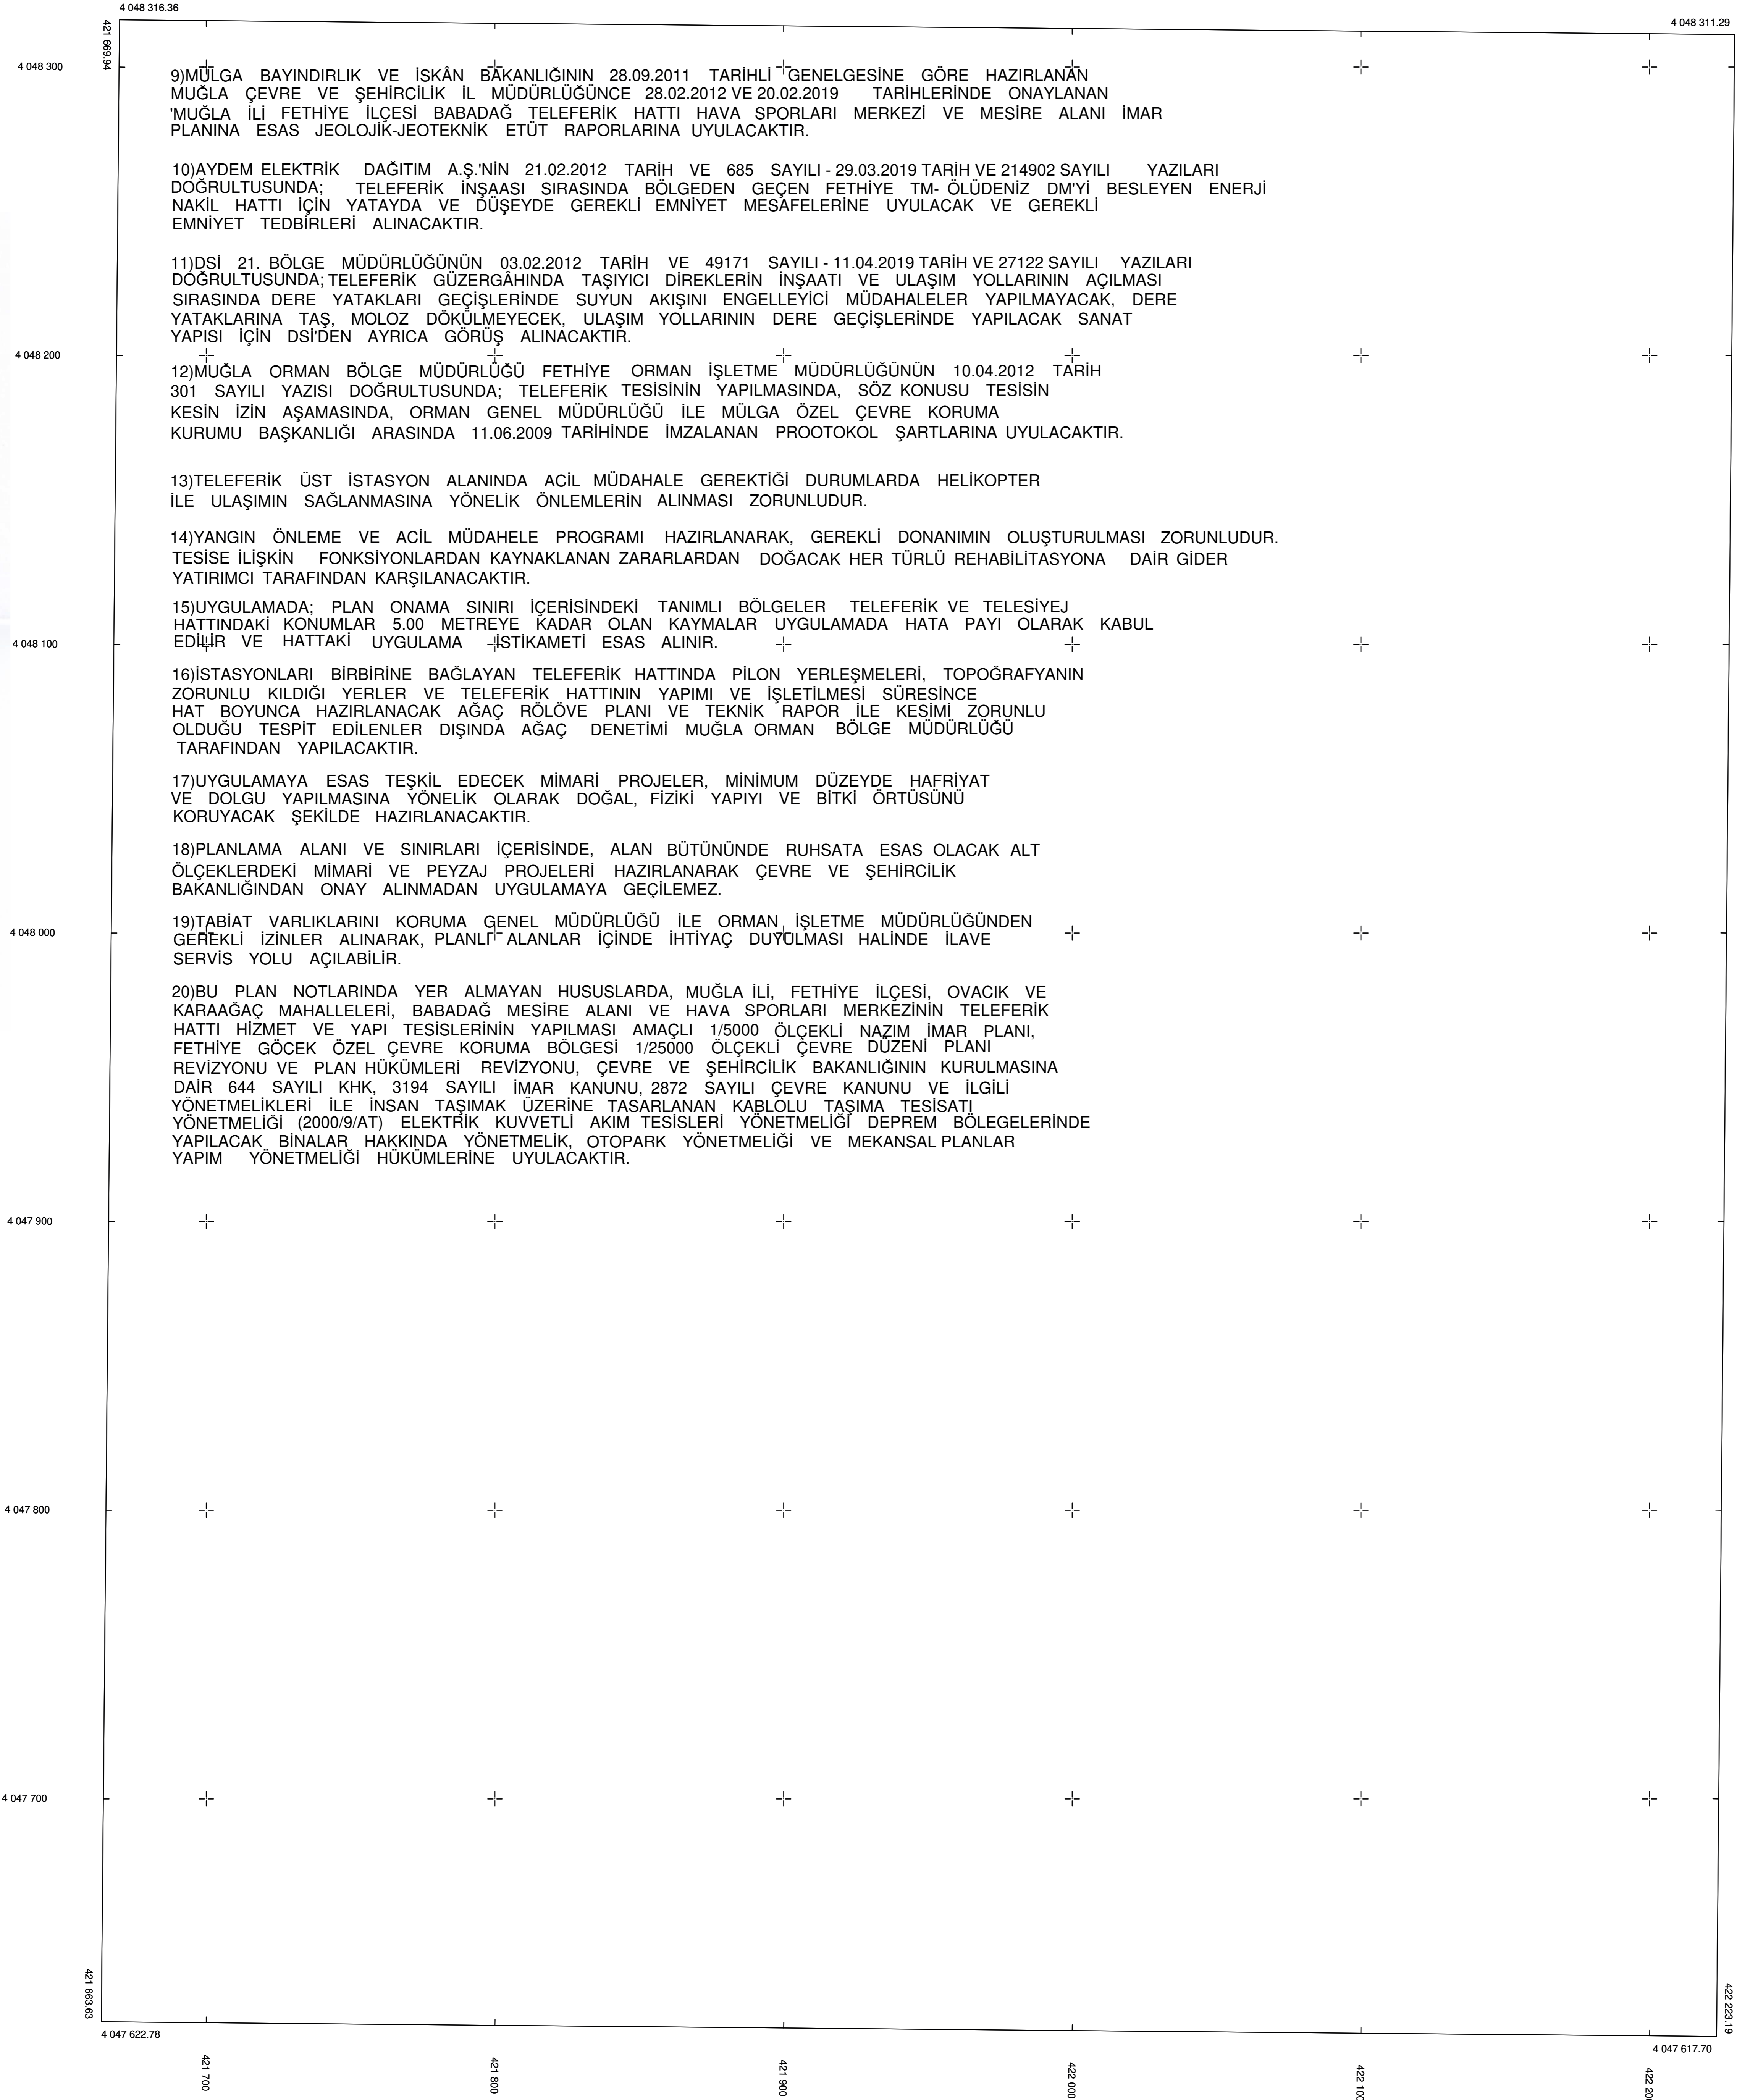 4 048 316.36
4 048 311.29
421 669.94
4 048 300
9)MÜLGA BAYINDIRLIK VE İSKÂN BAKANLIĞININ 28.09.2011 TARİHLİ GENELGESİNE GÖRE HAZIRLANAN
MUĞLA ÇEVRE VE ŞEHİRCİLİK İL MÜDÜRLÜĞÜNCE 28.02.2012 VE 20.02.2019 TARİHLERİNDE ONAYLANAN
'MUĞLA İLİ FETHİYE İLÇESİ BABADAĞ TELEFERİK HATTI HAVA SPORLARI MERKEZİ VE MESİRE ALANI İMAR
PLANINA ESAS JEOLOJİK-JEOTEKNİK ETÜT RAPORLARINA UYULACAKTIR.
10)AYDEM ELEKTRİK DAĞITIM A.Ş.'NİN 21.02.2012 TARİH VE 685 SAYILI - 29.03.2019 TARİH VE 214902 SAYILI YAZILARI
DOĞRULTUSUNDA; TELEFERİK İNŞAASI SIRASINDA BÖLGEDEN GEÇEN FETHİYE TM- ÖLÜDENİZ DM'Yİ BESLEYEN ENERJİ
NAKİL HATTI İÇİN YATAYDA VE DÜŞEYDE GEREKLİ EMNİYET MESAFELERİNE UYULACAK VE GEREKLİ
EMNİYET TEDBİRLERİ ALINACAKTIR.
11)DSİ 21. BÖLGE MÜDÜRLÜĞÜNÜN 03.02.2012 TARİH VE 49171 SAYILI - 11.04.2019 TARİH VE 27122 SAYILI YAZILARI
DOĞRULTUSUNDA; TELEFERİK GÜZERGÂHINDA TAŞIYICI DİREKLERİN İNŞAATI VE ULAŞIM YOLLARININ AÇILMASI
SIRASINDA DERE YATAKLARI GEÇİŞLERİNDE SUYUN AKIŞINI ENGELLEYİCİ MÜDAHALELER YAPILMAYACAK, DERE
YATAKLARINA TAŞ, MOLOZ DÖKÜLMEYECEK, ULAŞIM YOLLARININ DERE GEÇİŞLERİNDE YAPILACAK SANAT
YAPISI İÇİN DSİ'DEN AYRICA GÖRÜŞ ALINACAKTIR.
4 048 200
12)MUĞLA ORMAN BÖLGE MÜDÜRLÜĞÜ FETHİYE ORMAN İŞLETME MÜDÜRLÜĞÜNÜN 10.04.2012 TARİH
301 SAYILI YAZISI DOĞRULTUSUNDA; TELEFERİK TESİSİNİN YAPILMASINDA, SÖZ KONUSU TESİSİN
KESİN İZİN AŞAMASINDA, ORMAN GENEL MÜDÜRLÜĞÜ İLE MÜLGA ÖZEL ÇEVRE KORUMA
KURUMU BAŞKANLIĞI ARASINDA 11.06.2009 TARİHİNDE İMZALANAN PROOTOKOL ŞARTLARINA UYULACAKTIR.
13)TELEFERİK ÜST İSTASYON ALANINDA ACİL MÜDAHALE GEREKTİĞİ DURUMLARDA HELİKOPTER
İLE ULAŞIMIN SAĞLANMASINA YÖNELİK ÖNLEMLERİN ALINMASI ZORUNLUDUR.
14)YANGIN ÖNLEME VE ACİL MÜDAHELE PROGRAMI HAZIRLANARAK, GEREKLİ DONANIMIN OLUŞTURULMASI ZORUNLUDUR.
TESİSE İLİŞKİN FONKSİYONLARDAN KAYNAKLANAN ZARARLARDAN DOĞACAK HER TÜRLÜ REHABİLİTASYONA DAİR GİDER
YATIRIMCI TARAFINDAN KARŞILANACAKTIR.
15)UYGULAMADA; PLAN ONAMA SINIRI İÇERİSİNDEKİ TANIMLI BÖLGELER TELEFERİK VE TELESİYEJ
HATTINDAKİ KONUMLAR 5.00 METREYE KADAR OLAN KAYMALAR UYGULAMADA HATA PAYI OLARAK KABUL
EDİLİR VE HATTAKİ UYGULAMA İSTİKAMETİ ESAS ALINIR.
4 048 100
16)İSTASYONLARI BİRBİRİNE BAĞLAYAN TELEFERİK HATTINDA PİLON YERLEŞMELERİ, TOPOĞRAFYANIN
ZORUNLU KILDIĞI YERLER VE TELEFERİK HATTININ YAPIMI VE İŞLETİLMESİ SÜRESİNCE
HAT BOYUNCA HAZIRLANACAK AĞAÇ RÖLÖVE PLANI VE TEKNİK RAPOR İLE KESİMİ ZORUNLU
OLDUĞU TESPİT EDİLENLER DIŞINDA AĞAÇ DENETİMİ MUĞLA ORMAN BÖLGE MÜDÜRLÜĞÜ
TARAFINDAN YAPILACAKTIR.
17)UYGULAMAYA ESAS TEŞKİL EDECEK MİMARİ PROJELER, MİNİMUM DÜZEYDE HAFRİYAT
VE DOLGU YAPILMASINA YÖNELİK OLARAK DOĞAL, FİZİKİ YAPIYI VE BİTKİ ÖRTÜSÜNÜ
KORUYACAK ŞEKİLDE HAZIRLANACAKTIR.
18)PLANLAMA ALANI VE SINIRLARI İÇERİSİNDE, ALAN BÜTÜNÜNDE RUHSATA ESAS OLACAK ALT
ÖLÇEKLERDEKİ MİMARİ VE PEYZAJ PROJELERİ HAZIRLANARAK ÇEVRE VE ŞEHİRCİLİK
BAKANLIĞINDAN ONAY ALINMADAN UYGULAMAYA GEÇİLEMEZ.
19)TABİAT VARLIKLARINI KORUMA GENEL MÜDÜRLÜĞÜ İLE ORMAN İŞLETME MÜDÜRLÜĞÜNDEN
4 048 000
GEREKLİ İZİNLER ALINARAK, PLANLI ALANLAR İÇİNDE İHTİYAÇ DUYULMASI HALİNDE İLAVE
SERVİS YOLU AÇILABİLİR.
20)BU PLAN NOTLARINDA YER ALMAYAN HUSUSLARDA, MUĞLA İLİ, FETHİYE İLÇESİ, OVACIK VE
KARAAĞAÇ MAHALLELERİ, BABADAĞ MESİRE ALANI VE HAVA SPORLARI MERKEZİNİN TELEFERİK
HATTI HİZMET VE YAPI TESİSLERİNİN YAPILMASI AMAÇLI 1/5000 ÖLÇEKLİ NAZIM İMAR PLANI,
FETHİYE GÖCEK ÖZEL ÇEVRE KORUMA BÖLGESİ 1/25000 ÖLÇEKLİ ÇEVRE DÜZENİ PLANI
REVİZYONU VE PLAN HÜKÜMLERİ REVİZYONU, ÇEVRE VE ŞEHİRCİLİK BAKANLIĞININ KURULMASINA
DAİR 644 SAYILI KHK, 3194 SAYILI İMAR KANUNU, 2872 SAYILI ÇEVRE KANUNU VE İLGİLİ
YÖNETMELİKLERİ İLE İNSAN TAŞIMAK ÜZERİNE TASARLANAN KABLOLU TAŞIMA TESİSATI
YÖNETMELİĞİ (2000/9/AT) ELEKTRİK KUVVETLİ AKIM TESİSLERİ YÖNETMELİĞİ DEPREM BÖLEGELERİNDE
YAPILACAK BİNALAR HAKKINDA YÖNETMELİK, OTOPARK YÖNETMELİĞİ VE MEKANSAL PLANLAR
YAPIM YÖNETMELİĞİ HÜKÜMLERİNE UYULACAKTIR.
4 047 900
4 047 800
4 047 700
421 663.63
422 223.19
4 047 622.78
4 047 617.70
421 700
421 800
421 900
422 000
422 100
422 20